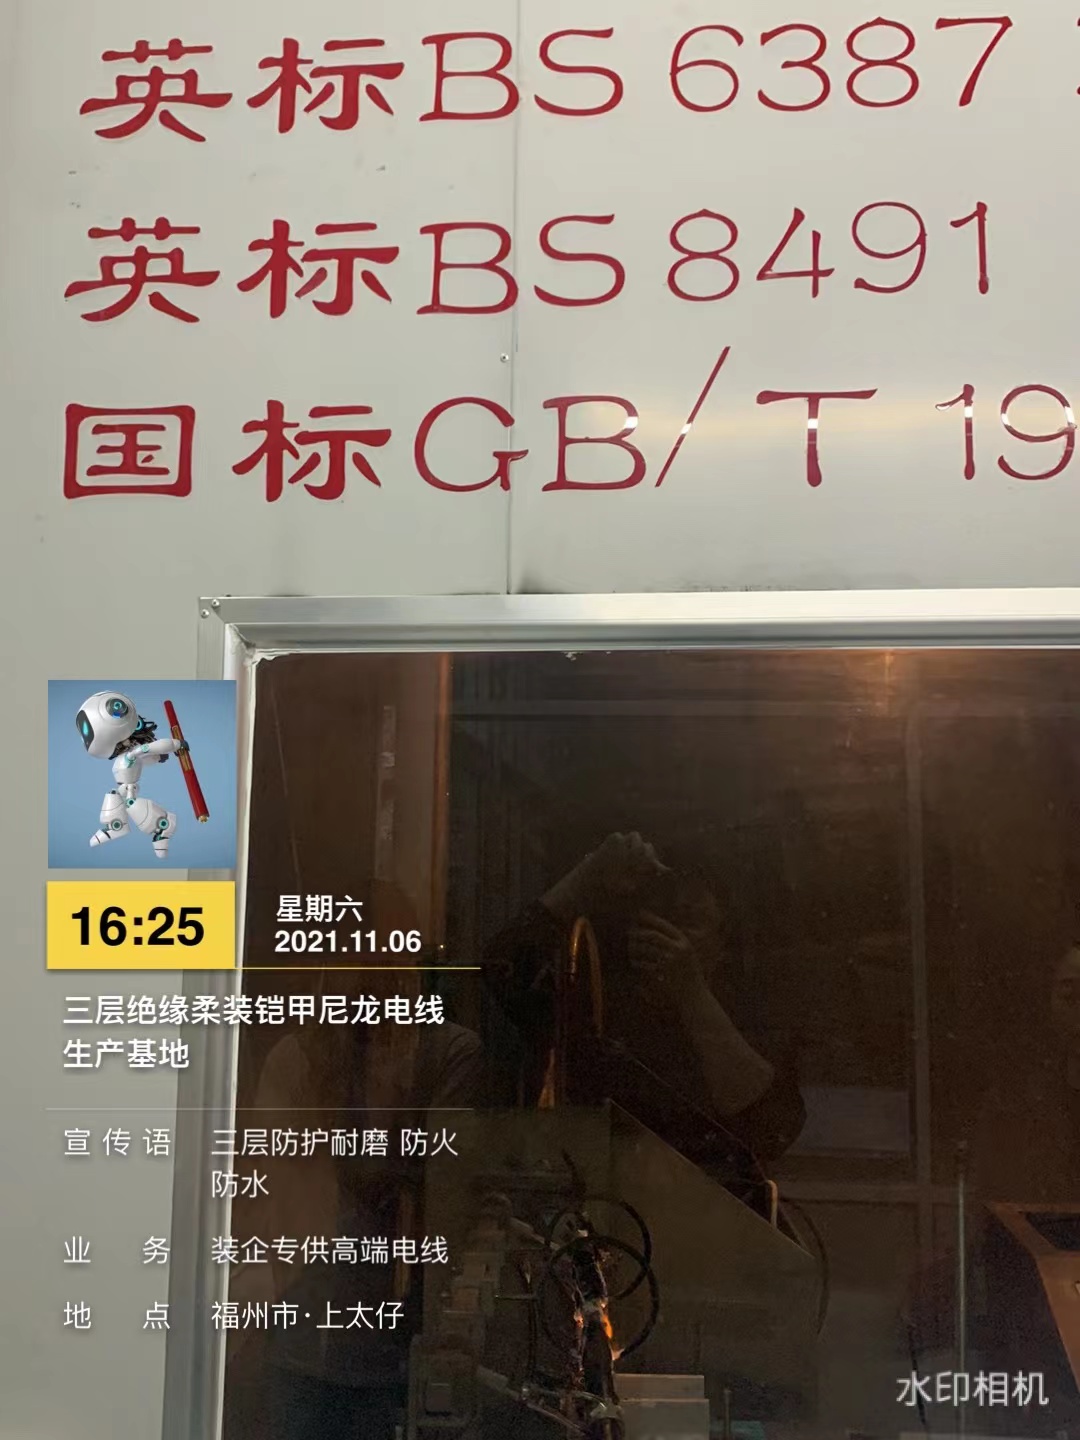 英标BS 6387
英标BS 8491
国标GB/T 19
16:25
星期六
2021.11.06
三层绝缘柔装铠甲尼龙电线
生产基地
宣传语 三层防护耐磨 防火
防水
业务 装企专供高端电线
地点 福州市·上太仔
水印相机